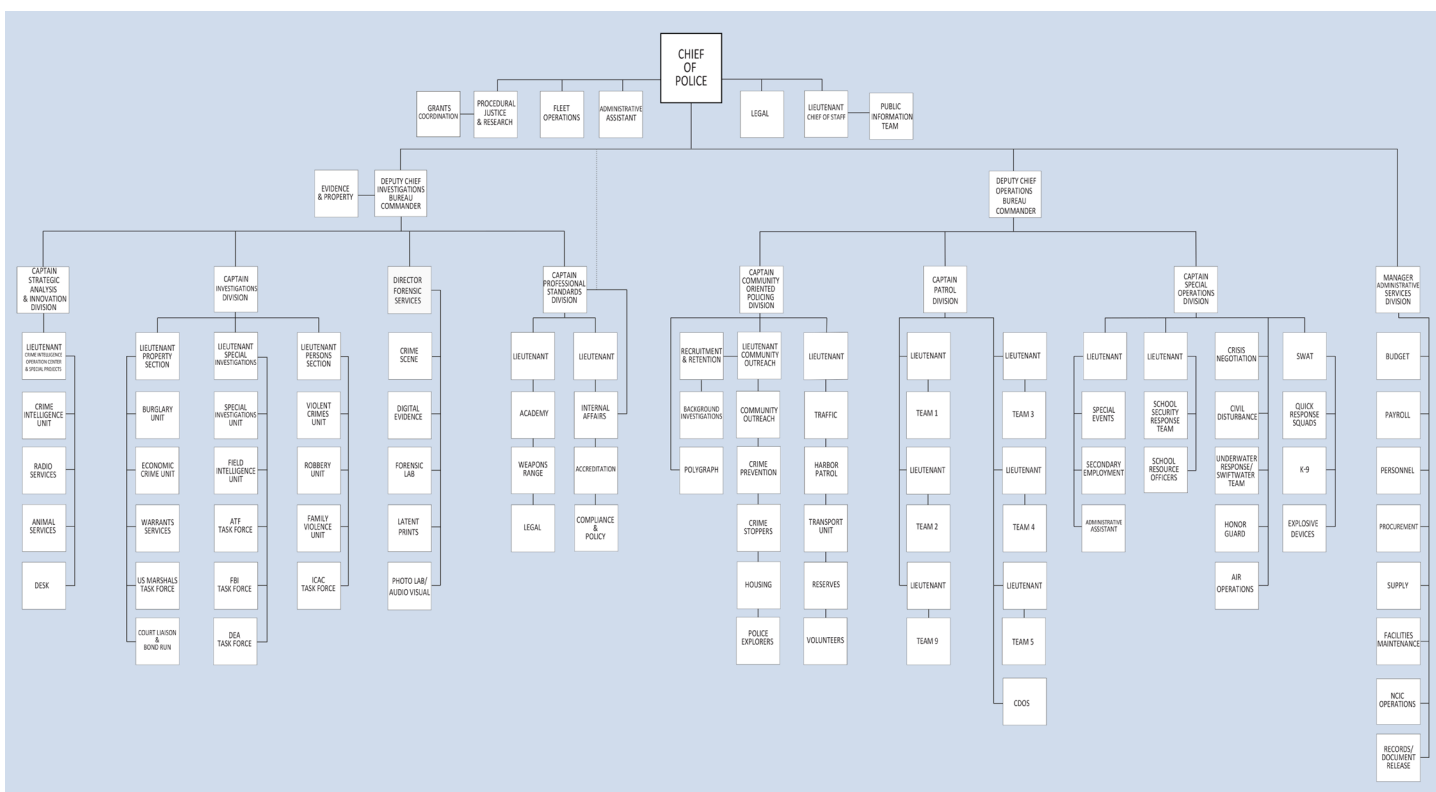 CHIEF
OF
POLICE
GRANTS
COORDINATION
PROCEDURAL
JUSTICE
& RESEARCH
FLEET
OPERATIONS
ADMINISTRATIVE
ASSISTANT
LEGAL
LIEUTENANT
CHIEF OF STAFF
PUBLIC
INFORMATION
TEAM
EVIDENCE
& PROPERTY
DEPUTY CHIEF
INVESTIGATIONS
BUREAU
COMMANDER
DEPUTY CHIEF
OPERATIONS
BUREAU
COMMANDER
CAPTAIN
STRATEGIC
ANALYSIS
& INNOVATION
DIVISION
CAPTAIN
INVESTIGATIONS
DIVISION
DIRECTOR
FORENSIC
SERVICES
CAPTAIN
PROFESSIONAL
STANDARDS
DIVISION
CAPTAIN
COMMUNITY
ORIENTED
POLICING
DIVISION
CAPTAIN
PATROL
DIVISION
CAPTAIN
SPECIAL
OPERATIONS
DIVISION
MANAGER
ADMINISTRATIVE
SERVICES
DIVISION
LIEUTENANT
CRIME INTELLIGENCE
OPERATION CENTER
& SPECIAL PROJECTS
CRIME
INTELLIGENCE
UNIT
RADIO
SERVICES
ANIMAL
SERVICES
DESK
LIEUTENANT
PROPERTY
SECTION
BURGLARY
UNIT
ECONOMIC
CRIME UNIT
WARRANTS
SERVICES
US MARSHALS
TASK FORCE
COURT LIAISON
&
BOND RUN
LIEUTENANT
SPECIAL
INVESTIGATIONS
SPECIAL
INVESTIGATIONS
UNIT
FIELD
INTELLIGENCE
UNIT
ATF
TASK FORCE
FBI
TASK FORCE
DEA
TASK FORCE
LIEUTENANT
PERSONS
SECTION
VIOLENT
CRIMES
UNIT
ROBBERY
UNIT
FAMILY
VIOLENCE
UNIT
ICAC
TASK FORCE
CRIME
SCENE
DIGITAL
EVIDENCE
FORENSIC
LAB
LATENT
PRINTS
PHOTO LAB/
AUDIO VISUAL
LIEUTENANT
ACADEMY
WEAPONS
RANGE
LEGAL
LIEUTENANT
INTERNAL
AFFAIRS
ACCREDITATION
COMPLIANCE
&
POLICY
RECRUITMENT
& RETENTION
BACKGROUND
INVESTIGATIONS
POLYGRAPH
LIEUTENANT
COMMUNITY
OUTREACH
COMMUNITY
OUTREACH
CRIME
PREVENTION
CRIME
STOPPERS
HOUSING
POLICE
EXPLORERS
LIEUTENANT
TRAFFIC
HARBOR
PATROL
TRANSPORT
UNIT
RESERVES
VOLUNTEERS
LIEUTENANT
TEAM 1
LIEUTENANT
TEAM 2
LIEUTENANT
TEAM 9
LIEUTENANT
TEAM 3
LIEUTENANT
TEAM 4
LIEUTENANT
TEAM 5
CDOS
LIEUTENANT
SPECIAL
EVENTS
SECONDARY
EMPLOYMENT
ADMINISTRATIVE
ASSISTANT
LIEUTENANT
SCHOOL
SECURITY
RESPONSE
TEAM
SCHOOL
RESOURCE
OFFICERS
CRISIS
NEGOTIATION
CIVIL
DISTURBANCE
UNDERWATER
RESPONSE/
SWIFTWATER
TEAM
HONOR
GUARD
AIR
OPERATIONS
SWAT
QUICK
RESPONSE
SQUADS
K-9
EXPLOSIVE
DEVICES
BUDGET
PAYROLL
PERSONNEL
PROCUREMENT
SUPPLY
FACILITIES
MAINTENANCE
NCIC
OPERATIONS
RECORDS/
DOCUMENT
RELEASE